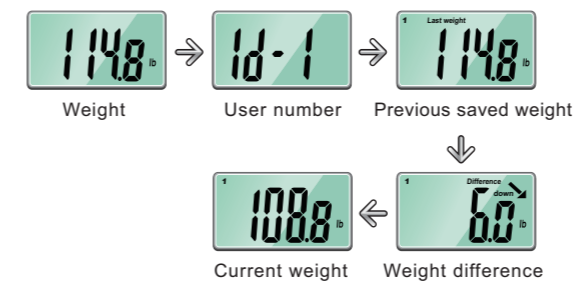 114.8 lb
Weight
Id-1
User number
1 Last weight
114.8 lb
Previous saved weight
1 Difference
down
6.0 lb
Weight difference
1
108.8 lb
Current weight